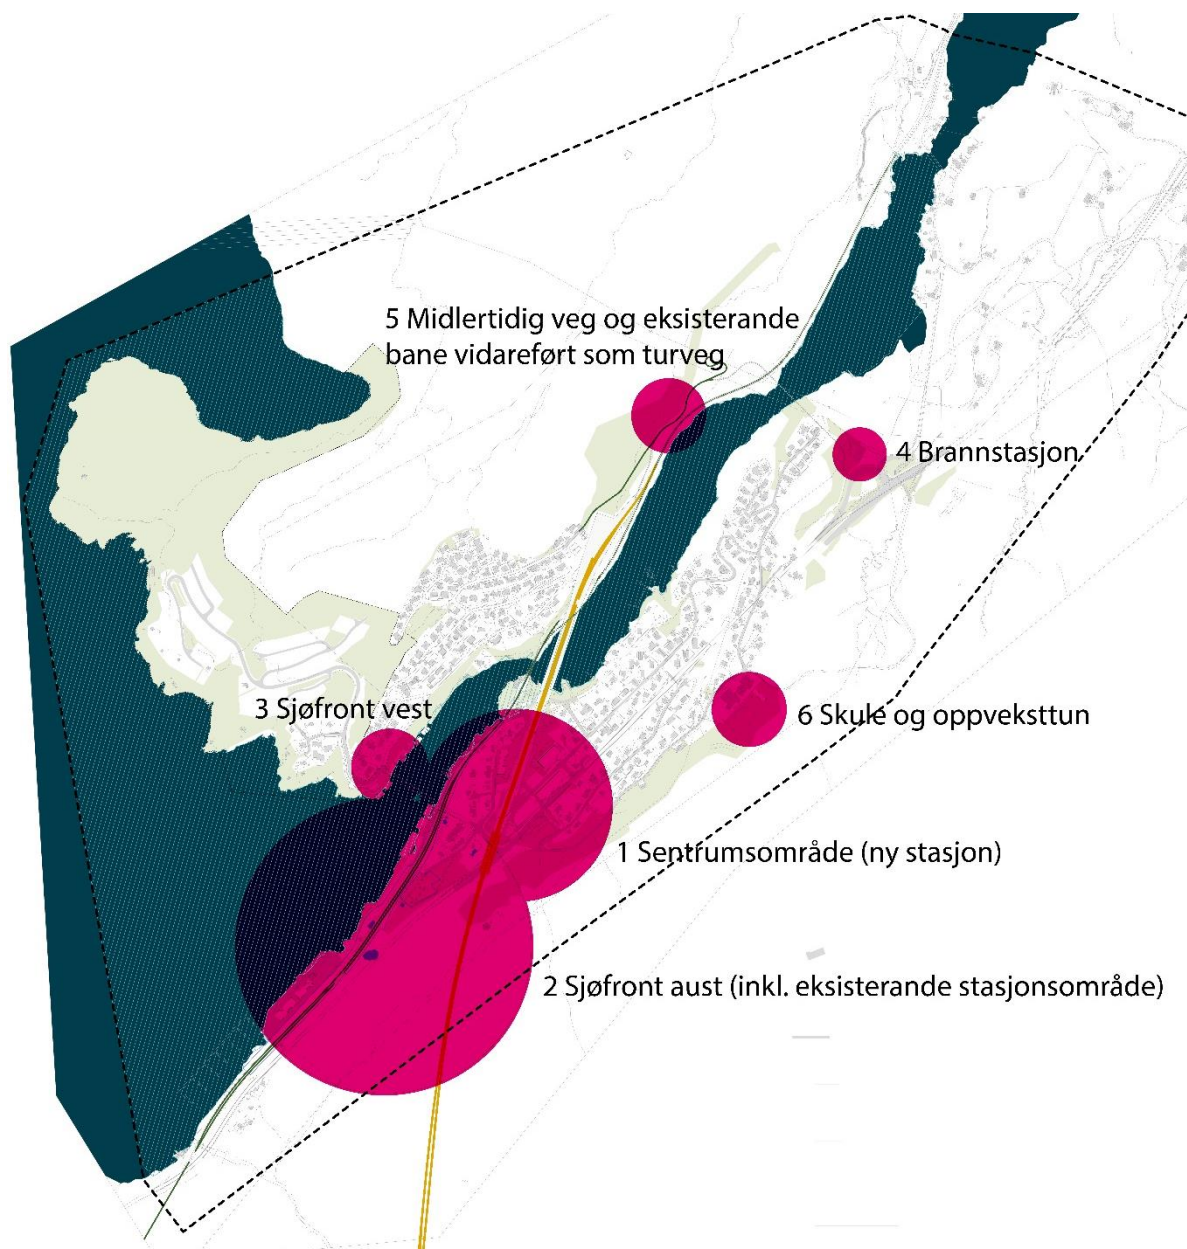 5 Midlertidig veg og eksisterande
bane vidareført som turveg
4 Brannstasjon
3 Sjøfront vest
6 Skule og oppveksttun
1 Sentrumsområde (ny stasjon)
2 Sjøfront aust (inkl. eksisterande stasjonsområde)